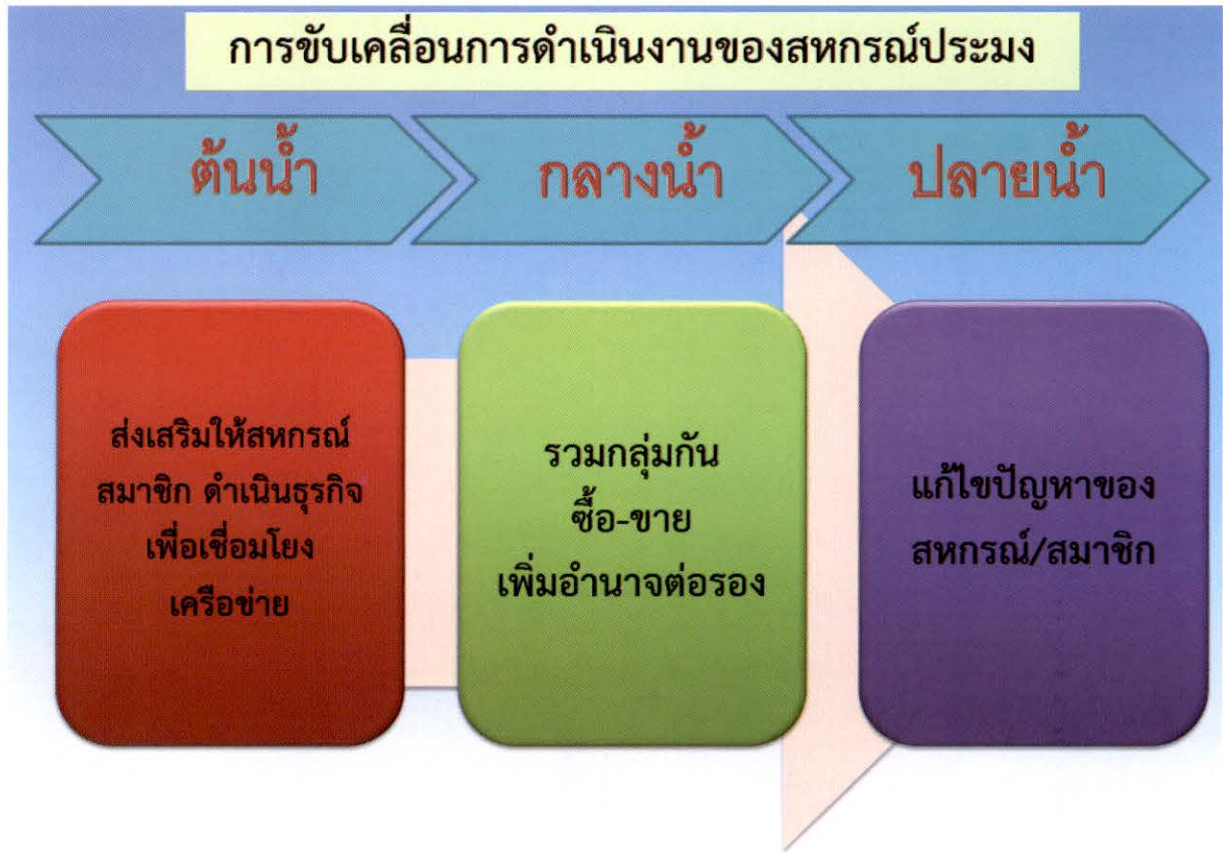 การขับเคลื่อนการดำเนินงานของสหกรณ์ประมง
ต้นน้ำ
กลางน้ำ
ปลายน้ำ
ส่งเสริมให้สหกรณ์
สมาชิก ดำเนินธุรกิจ
เพื่อเชื่อมโยง
เครือข่าย
รวมกลุ่มกัน
ซื้อ-ขาย
เพิ่มอำนาจต่อรอง
แก้ไขปัญหาของ
สหกรณ์/สมาชิก